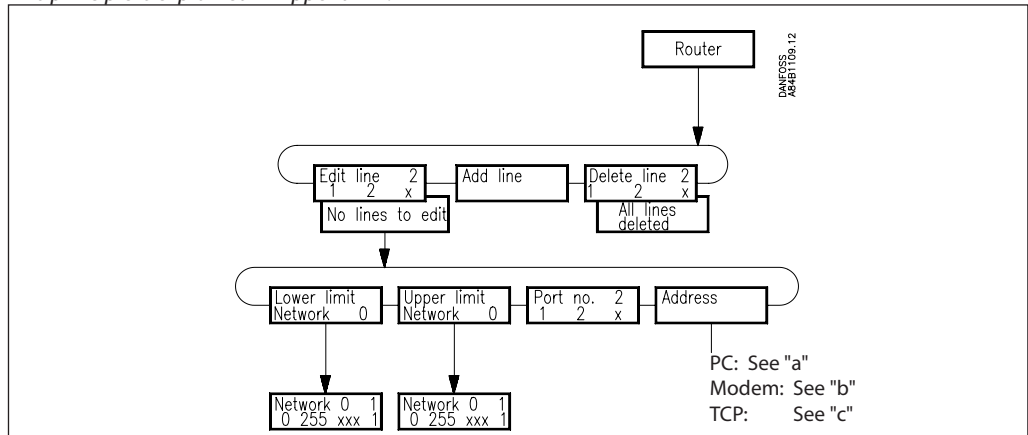 Router
DANFOSS
A84B1109.12
Edit line 2
1 2 x
No lines to edit
Add line
Delete line 2
1 2 x
All lines
deleted
Lower limit
Network 0
Upper limit
Network 0
Port no. 2
1 2 x
Address
Network 0 1
0 255 xxx 1
Network 0 1
0 255 xxx 1
PC: See "a"
Modem: See "b"
TCP: See "c"